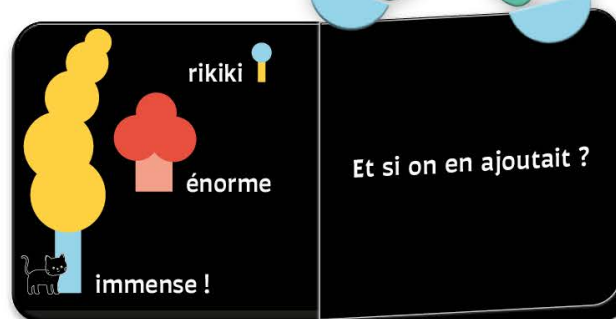 rikiki
énorme
immense !
Et si on en ajoutait ?